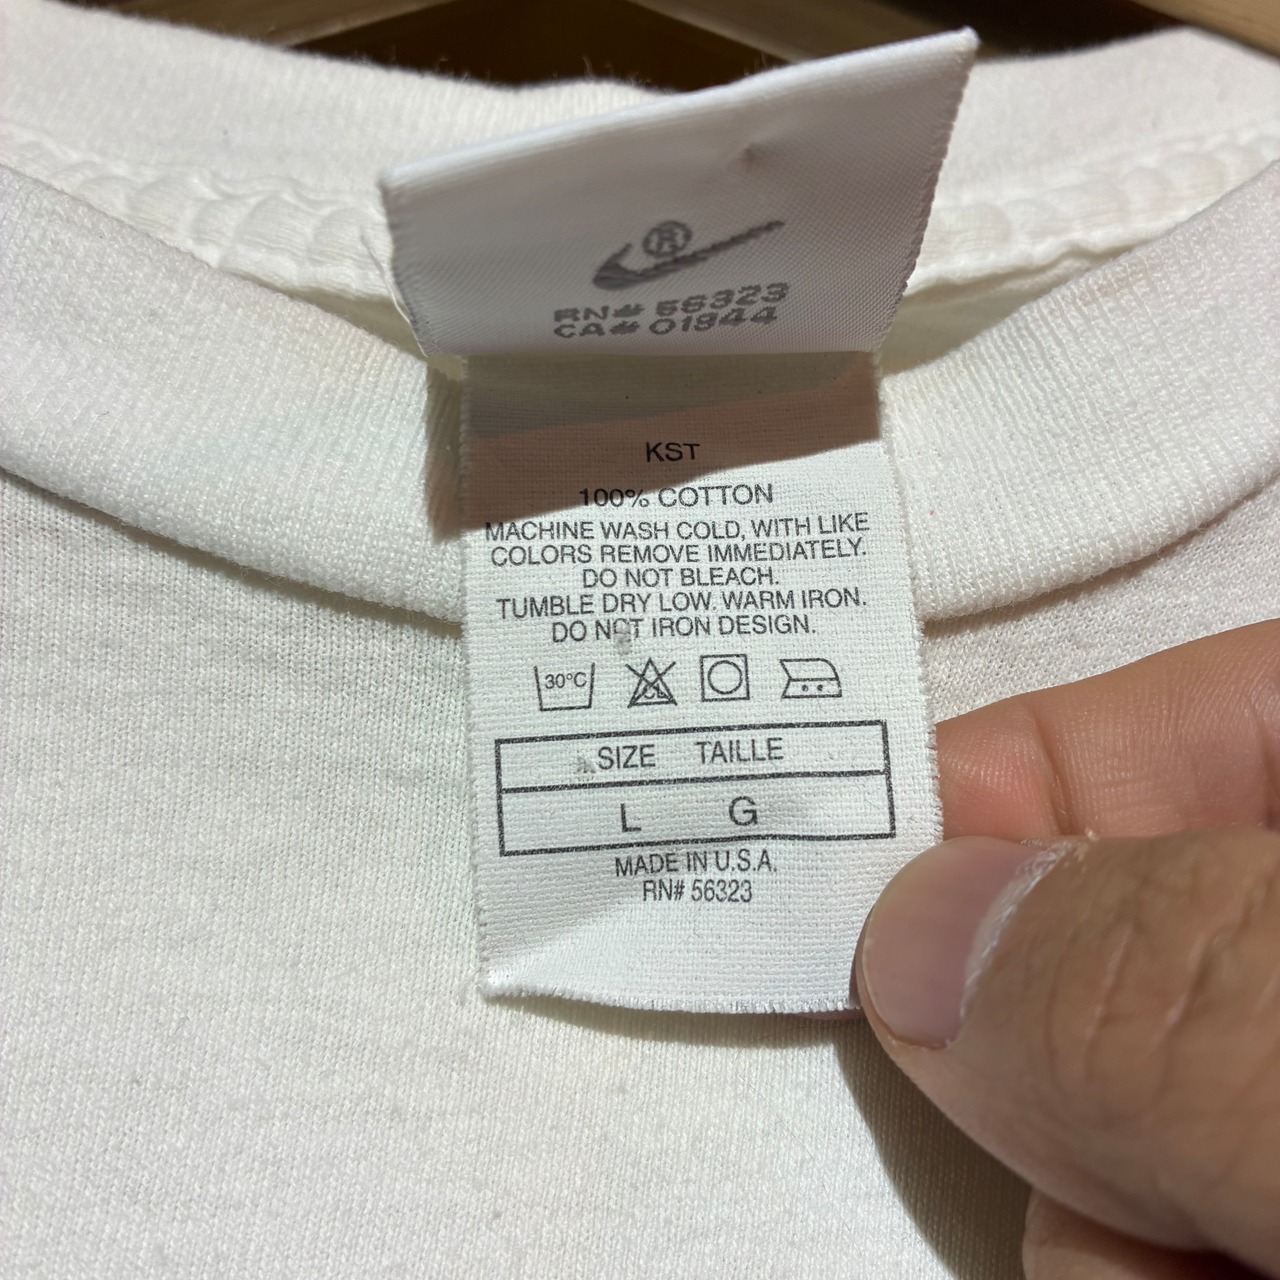 ®
RN# 56323
CA# 01944
KST
100% COTTON
MACHINE WASH COLD, WITH LIKE
COLORS REMOVE IMMEDIATELY.
DO NOT BLEACH.
TUMBLE DRY LOW. WARM IRON.
DO NOT IRON DESIGN.
30°C CL
SIZE TAILLE
L G
MADE IN U.S.A.
RN# 56323